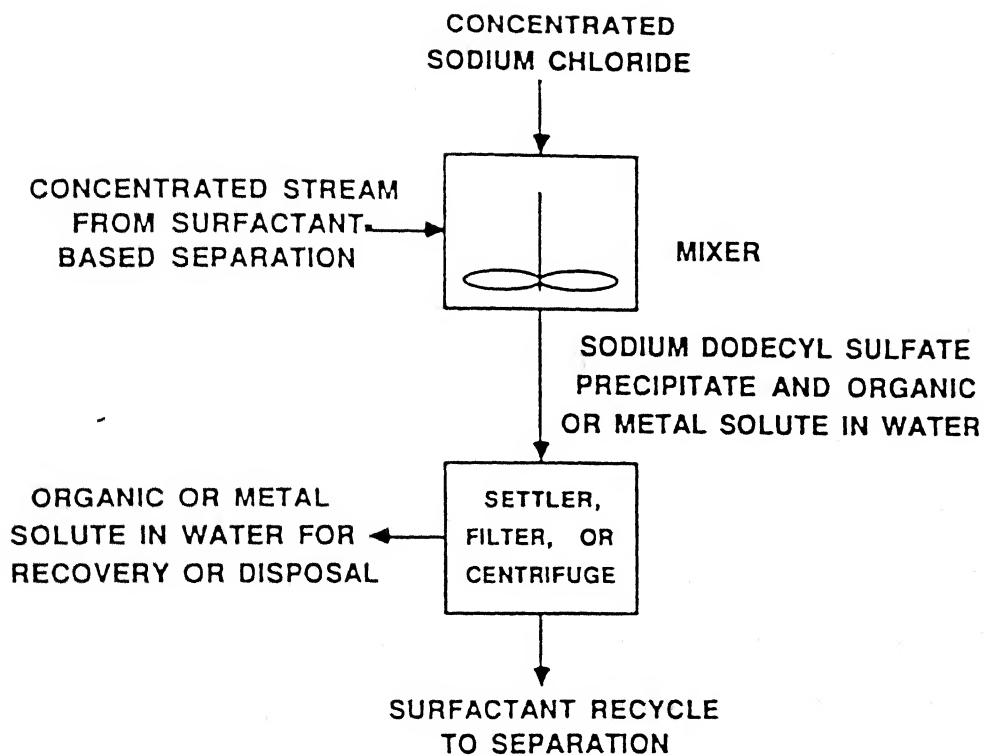 CONCENTRATED
SODIUM CHLORIDE
CONCENTRATED STREAM
FROM SURFACTANT-
BASED SEPARATION
MIXER
SODIUM DODECYL SULFATE
PRECIPITATE AND ORGANIC
OR METAL SOLUTE IN WATER
ORGANIC OR METAL
SOLUTE IN WATER FOR
RECOVERY OR DISPOSAL
SETTLER,
FILTER, OR
CENTRIFUGE
SURFACTANT RECYCLE
TO SEPARATION